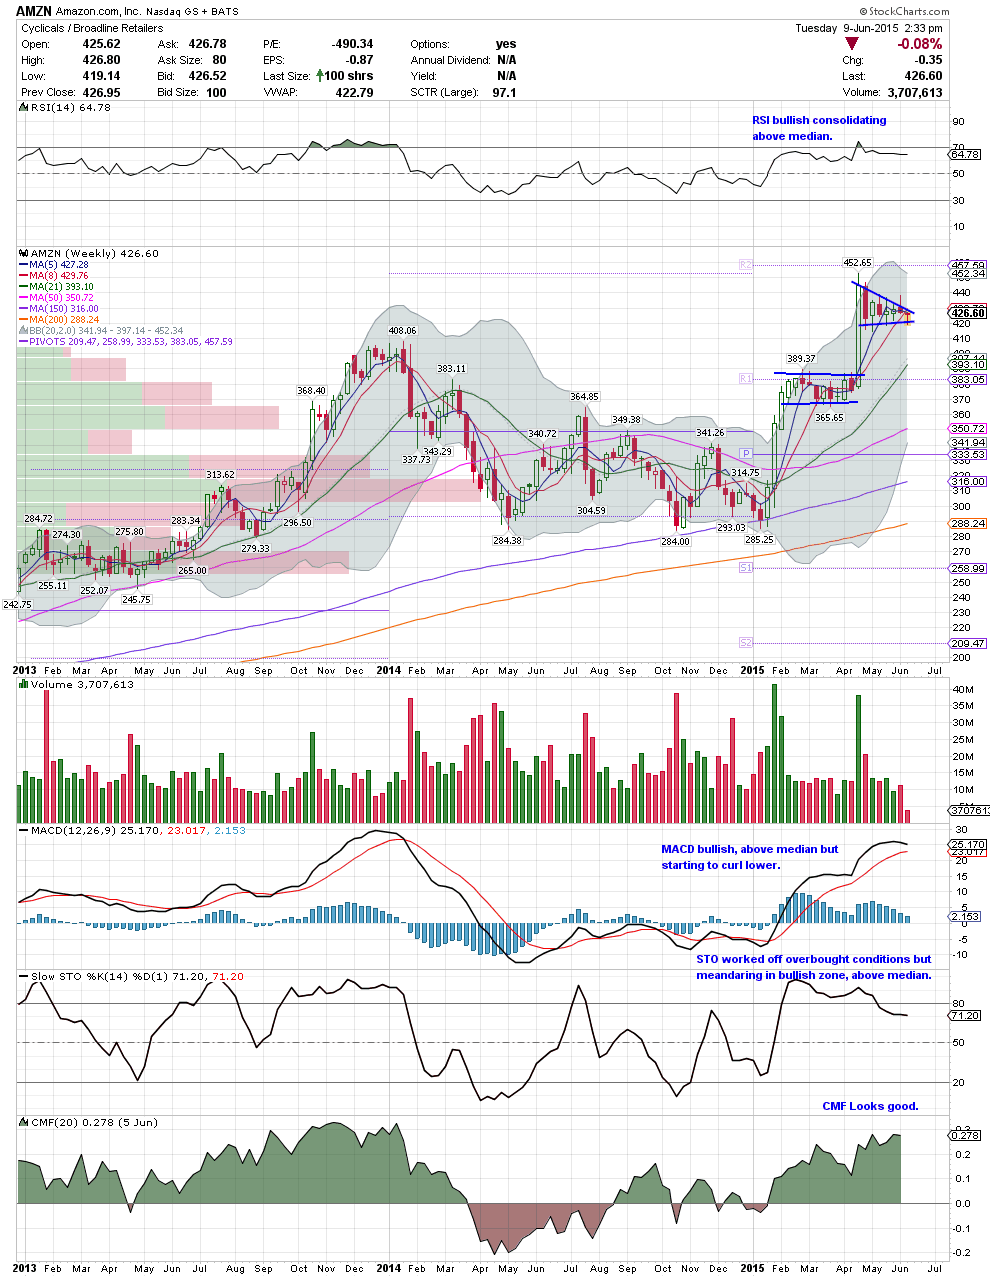 AMZN Amazon.com, Inc. Nasdaq GS + BATS
© StockCharts.com
Cyclicals / Broadline Retailers
Tuesday 9-Jun-2015 2:33 pm
Open: 425.62 Ask: 426.78 P/E: -490.34 Options: yes
-0.08%
High: 426.80 Ask Size: 80 EPS: -0.87 Annual Dividend: N/A
Chg: -0.35
Low: 419.14 Bid: 426.52 Last Size: 100 shrs Yield: N/A
Last: 426.60
Prev Close: 426.95 Bid Size: 100 VWAP: 422.79 SCTR (Large): 97.1
Volume: 3,707,613
RSI(14) 64.78
RSI bullish consolidating
above median.
90
70
64.78
50
30
10
AMZN (Weekly) 426.60
MA(5) 427.28
MA(8) 429.76
MA(21) 393.10
MA(50) 350.72
MA(150) 316.00
MA(200) 288.24
BB(20,2.0) 341.94 - 397.14 - 452.34
PIVOTS 209.47, 258.99, 333.53, 383.05, 457.59
R2
R1
P
S1
S2
452.65
408.06
389.37
383.11
368.40
365.65
364.85
349.38
343.29
341.26
340.72
337.73
314.75
313.62
304.59
296.50
293.03
284.72
283.34
285.25
284.38
284.00
279.33
275.80
274.30
265.00
255.11
252.07
245.75
242.75
457.59
452.34
440
426.60
420
410
393.10
383.05
370
360
350.72
341.94
333.53
316.00
310
300
288.24
280
270
258.99
250
240
230
220
209.47
200
2013 Feb Mar Apr May Jun Jul Aug Sep Oct Nov Dec 2014 Feb Mar Apr May Jun Jul Aug Sep Oct Nov Dec 2015 Feb Mar Apr May Jun Jul
Volume 3,707,613
40M
35M
30M
25M
20M
15M
10M
3707613
MACD(12,26,9) 25.170, 23.017, 2.153
MACD bullish, above median but
starting to curl lower.
30
25.170
23.017
20
15
10
5
2.153
0
-5
-10
STO worked off overbought conditions but
meandaring in bullish zone, above median.
Slow STO %K(14) %D(1) 71.20, 71.20
80
71.20
50
20
CMF Looks good.
CMF(20) 0.278 (5 Jun)
0.3
0.278
0.2
0.1
0.0
-0.1
-0.2
2013 Feb Mar Apr May Jun Jul Aug Sep Oct Nov Dec 2014 Feb Mar Apr May Jun Jul Aug Sep Oct Nov Dec 2015 Feb Mar Apr May Jun Jul